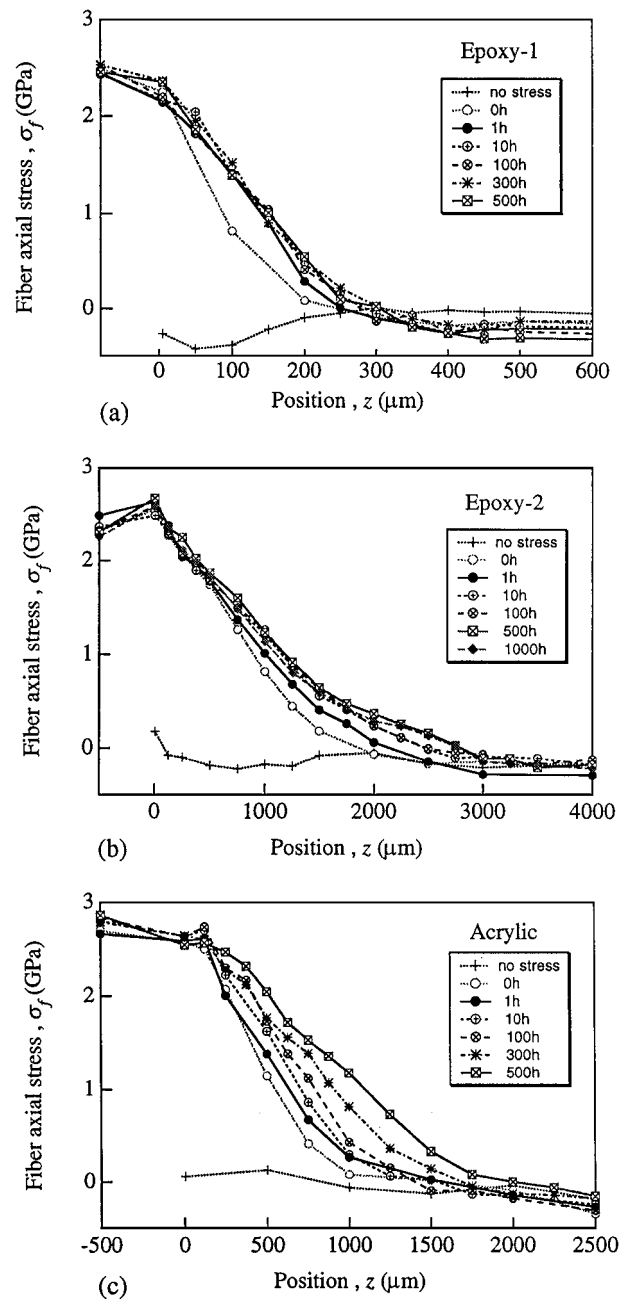 3
Epoxy-1
no stress
0h
1h
10h
100h
300h
500h
2
1
0
Fiber axial stress , σf (GPa)
0 100 200 300 400 500 600
Position , z (μm)
(a)
3
Epoxy-2
no stress
0h
1h
10h
100h
500h
1000h
2
1
0
Fiber axial stress , σf (GPa)
0 1000 2000 3000 4000
Position , z (μm)
(b)
3
Acrylic
no stress
0h
1h
10h
100h
300h
500h
2
1
0
Fiber axial stress , σf (GPa)
-500 0 500 1000 1500 2000 2500
Position , z (μm)
(c)